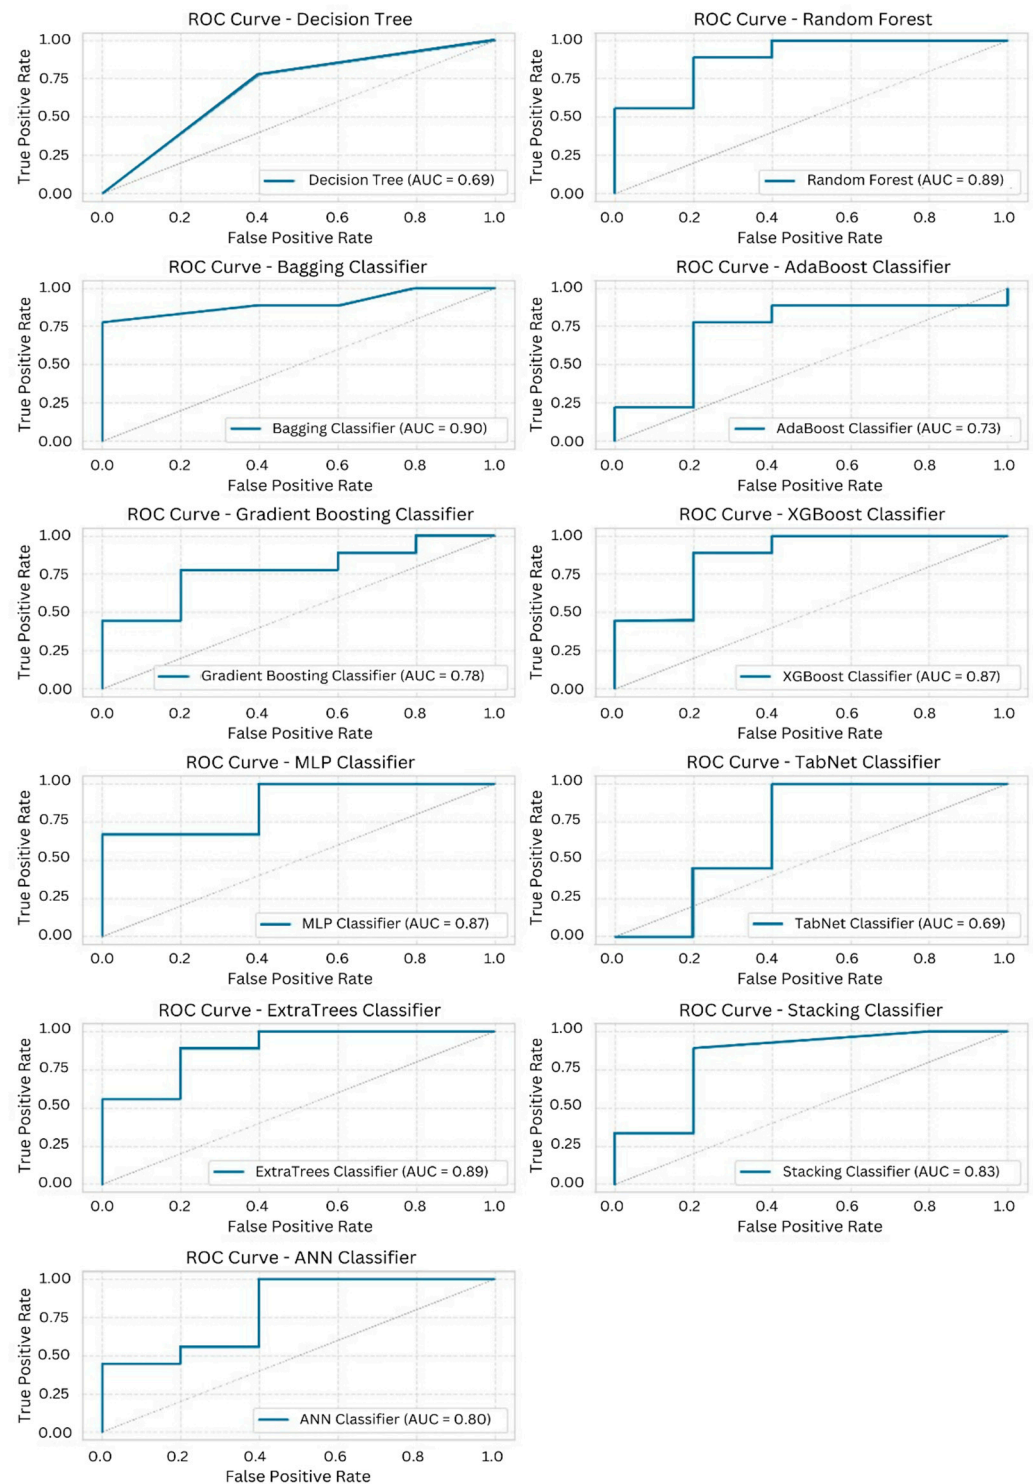 ROC Curve - Decision Tree
True Positive Rate
1.00
0.75
0.50
0.25
0.00
Decision Tree (AUC = 0.69)
0.0 0.2 0.4 0.6 0.8 1.0
False Positive Rate
ROC Curve - Random Forest
True Positive Rate
1.00
0.75
0.50
0.25
0.00
Random Forest (AUC = 0.89)
0.0 0.2 0.4 0.6 0.8 1.0
False Positive Rate
ROC Curve - Bagging Classifier
True Positive Rate
1.00
0.75
0.50
0.25
0.00
Bagging Classifier (AUC = 0.90)
0.0 0.2 0.4 0.6 0.8 1.0
False Positive Rate
ROC Curve - AdaBoost Classifier
True Positive Rate
1.00
0.75
0.50
0.25
0.00
AdaBoost Classifier (AUC = 0.73)
0.0 0.2 0.4 0.6 0.8 1.0
False Positive Rate
ROC Curve - Gradient Boosting Classifier
True Positive Rate
1.00
0.75
0.50
0.25
0.00
Gradient Boosting Classifier (AUC = 0.78)
0.0 0.2 0.4 0.6 0.8 1.0
False Positive Rate
ROC Curve - XGBoost Classifier
True Positive Rate
1.00
0.75
0.50
0.25
0.00
XGBoost Classifier (AUC = 0.87)
0.0 0.2 0.4 0.6 0.8 1.0
False Positive Rate
ROC Curve - MLP Classifier
True Positive Rate
1.00
0.75
0.50
0.25
0.00
MLP Classifier (AUC = 0.87)
0.0 0.2 0.4 0.6 0.8 1.0
False Positive Rate
ROC Curve - TabNet Classifier
True Positive Rate
1.00
0.75
0.50
0.25
0.00
TabNet Classifier (AUC = 0.69)
0.0 0.2 0.4 0.6 0.8 1.0
False Positive Rate
ROC Curve - ExtraTrees Classifier
True Positive Rate
1.00
0.75
0.50
0.25
0.00
ExtraTrees Classifier (AUC = 0.89)
0.0 0.2 0.4 0.6 0.8 1.0
False Positive Rate
ROC Curve - Stacking Classifier
True Positive Rate
1.00
0.75
0.50
0.25
0.00
Stacking Classifier (AUC = 0.83)
0.0 0.2 0.4 0.6 0.8 1.0
False Positive Rate
ROC Curve - ANN Classifier
True Positive Rate
1.00
0.75
0.50
0.25
0.00
ANN Classifier (AUC = 0.80)
0.0 0.2 0.4 0.6 0.8 1.0
False Positive Rate